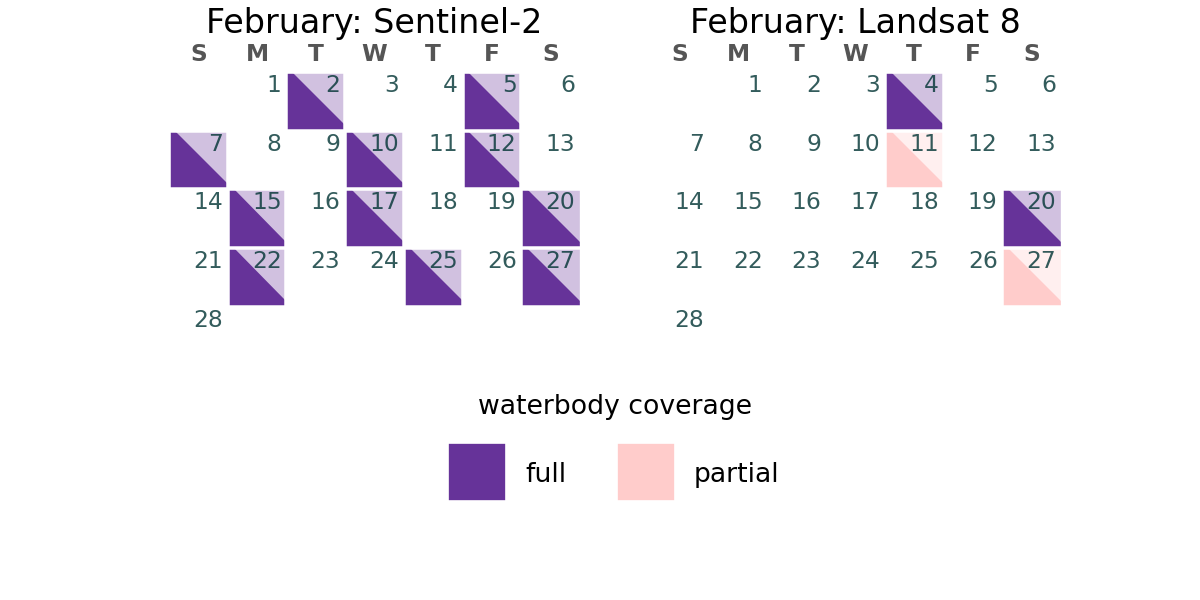 February: Sentinel-2
S M T W T F S
1 2 3 4 5 6
7 8 9 10 11 12 13
14 15 16 17 18 19 20
21 22 23 24 25 26 27
28
February: Landsat 8
S M T W T F S
1 2 3 4 5 6
7 8 9 10 11 12 13
14 15 16 17 18 19 20
21 22 23 24 25 26 27
28
waterbody coverage
full partial